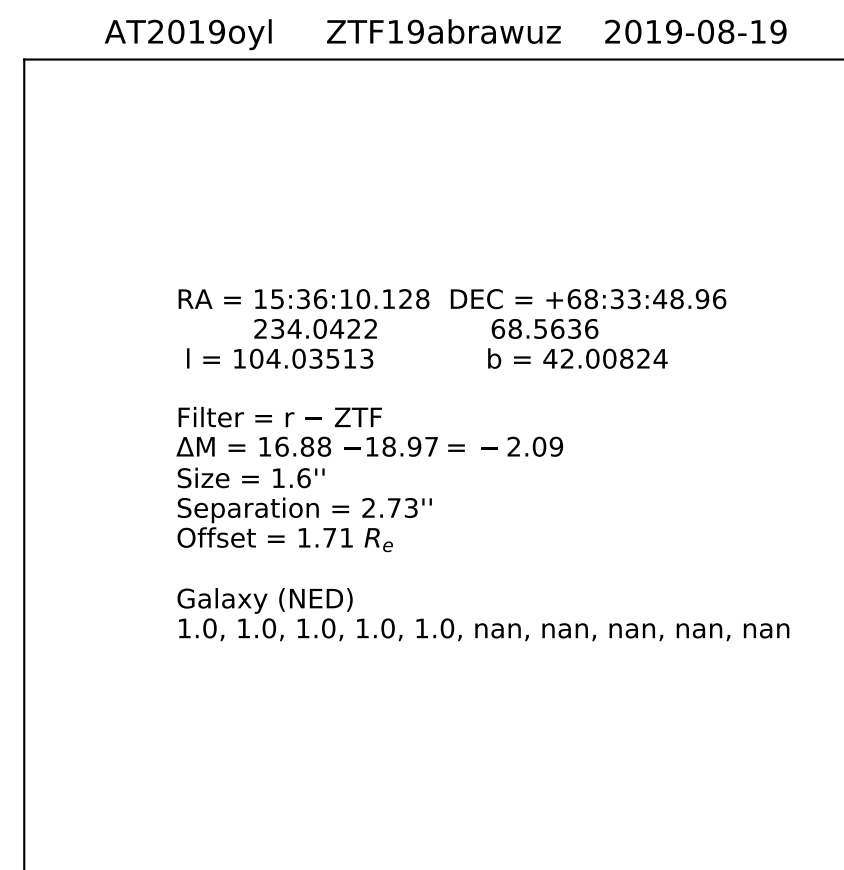 AT2019oyl ZTF19abrawuz 2019-08-19
RA = 15:36:10.128 DEC = +68:33:48.96
234.0422 68.5636
l = 104.03513 b = 42.00824
Filter = r − ZTF
ΔM = 16.88 −18.97 = − 2.09
Size = 1.6''
Separation = 2.73''
Offset = 1.71 Rₑ
Galaxy (NED)
1.0, 1.0, 1.0, 1.0, 1.0, nan, nan, nan, nan, nan